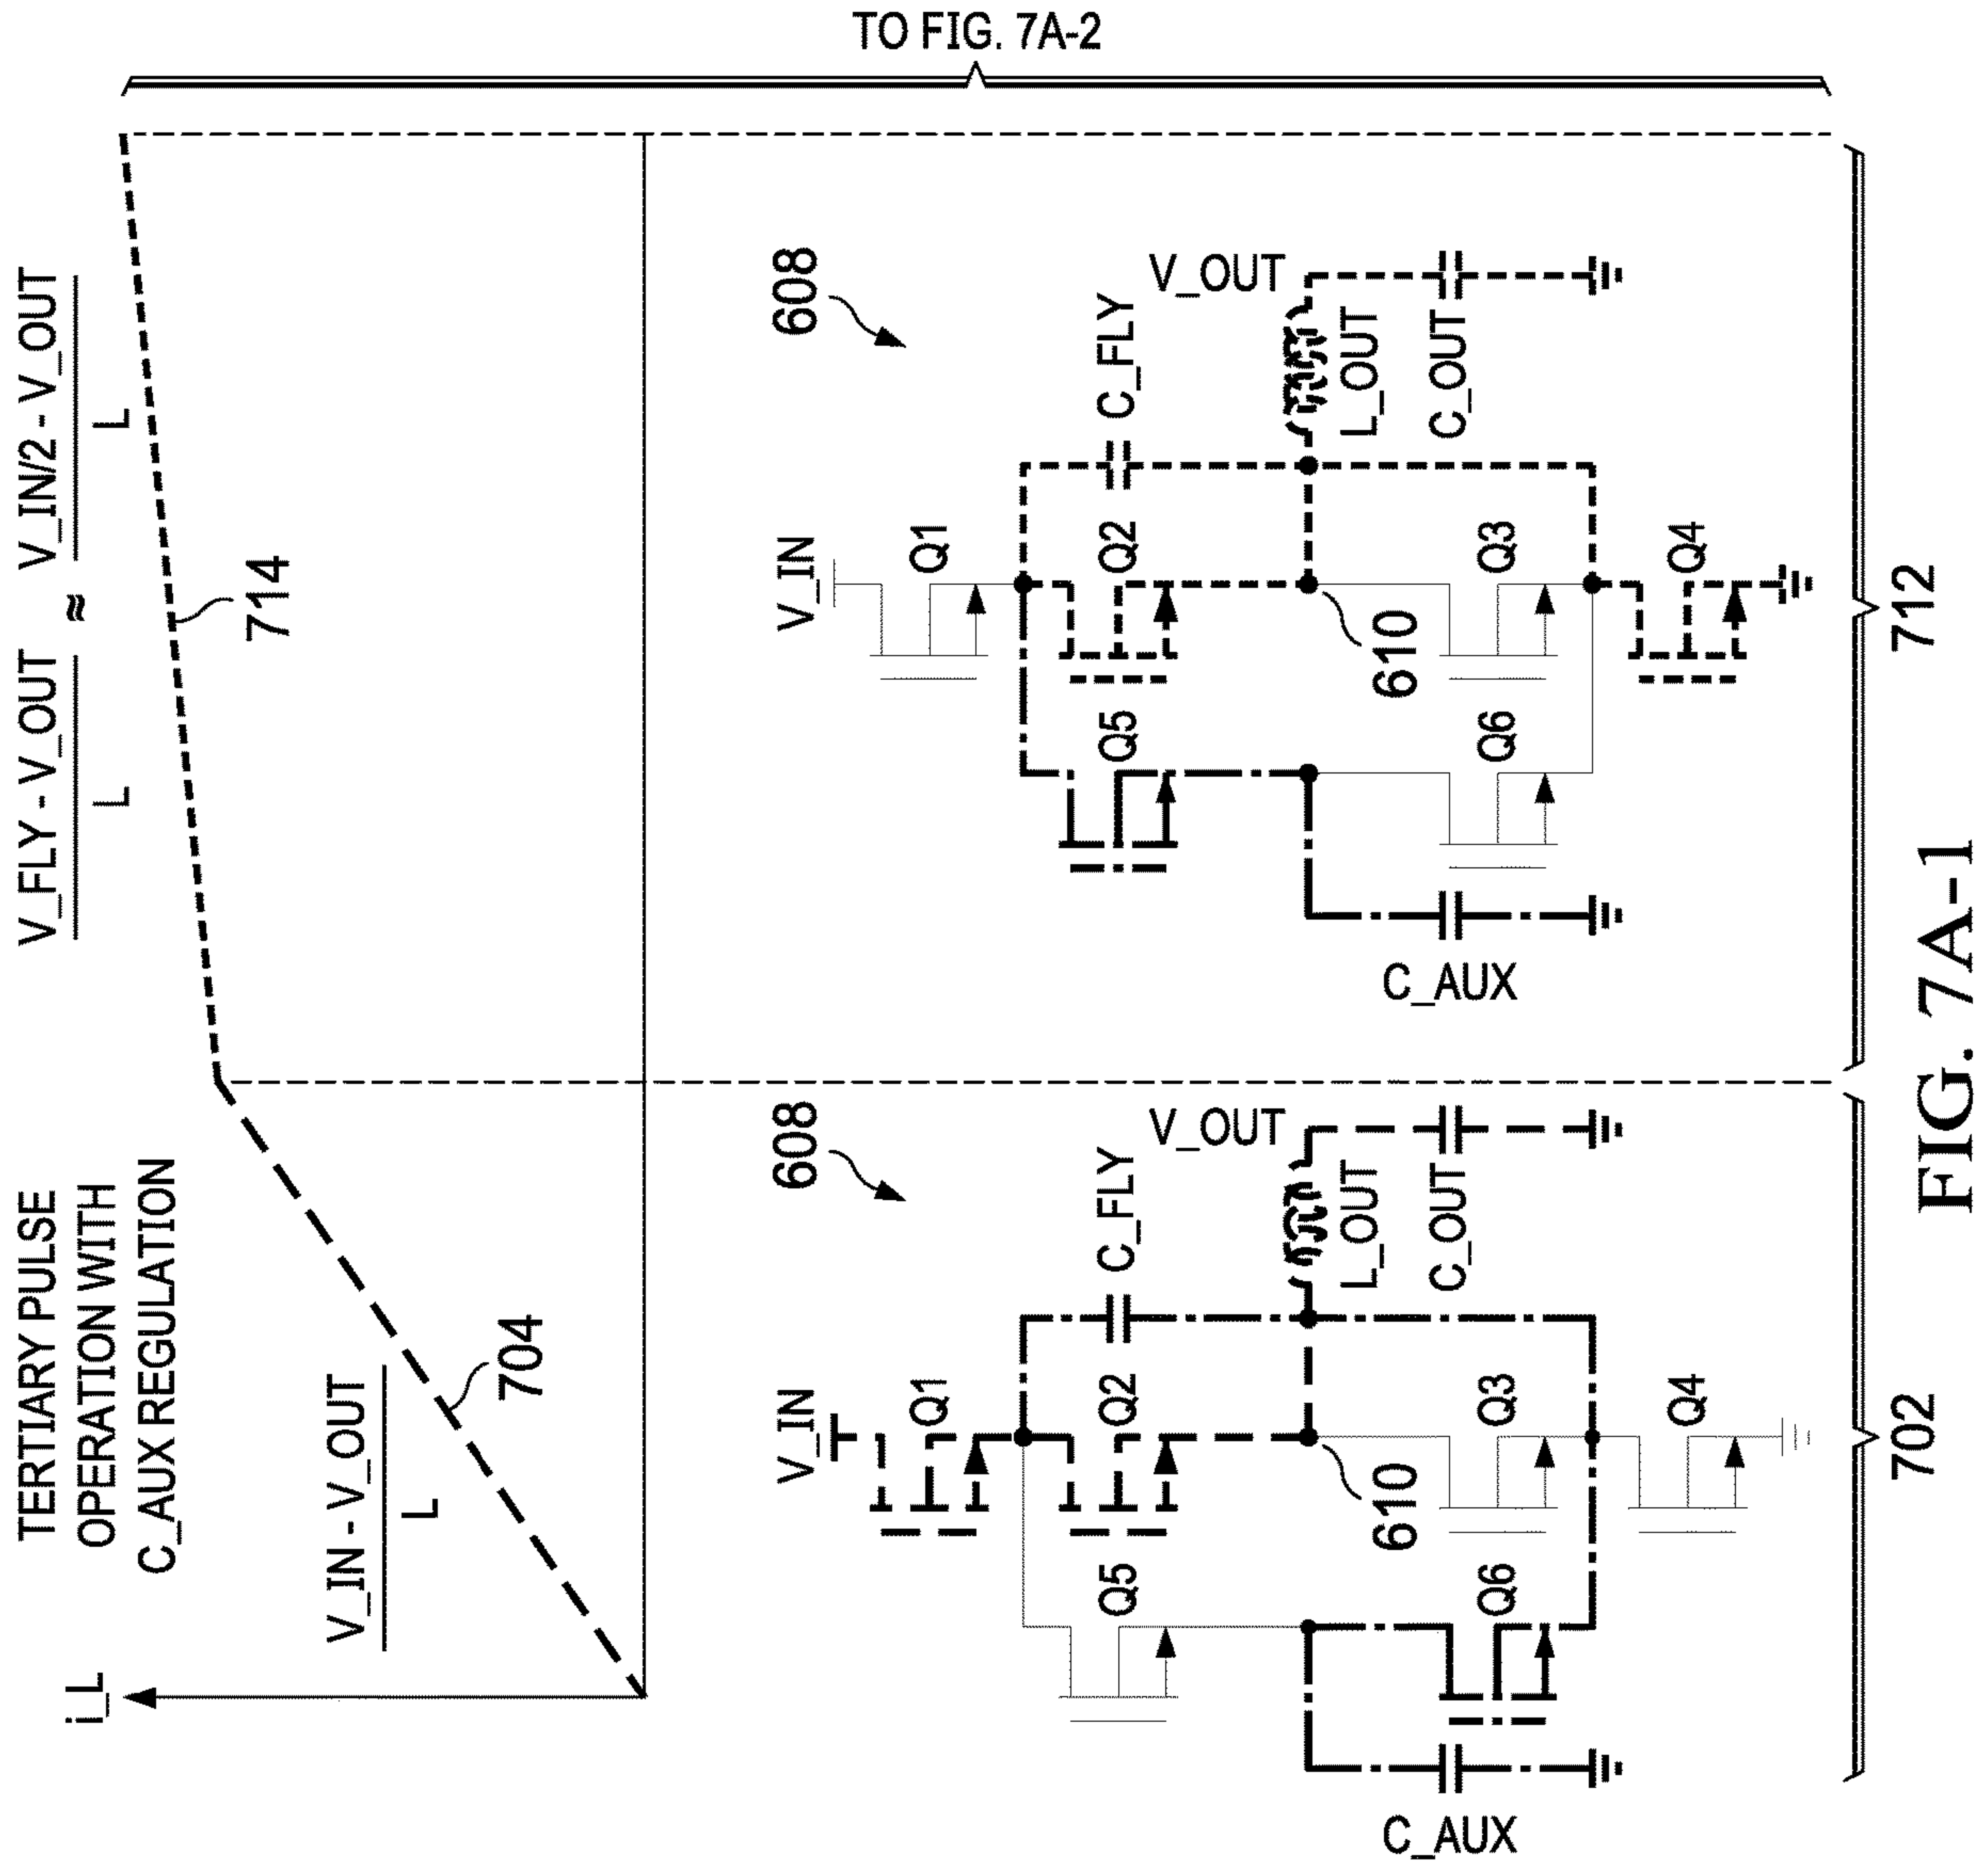 TERTIARY PULSE
OPERATION WITH
C_AUX REGULATION
i_L
V_IN - V_OUT
L
704
V_FLY - V_OUT
L
≈
V_IN/2 - V_OUT
L
714
TO FIG. 7A-2
608
V_IN
Q1
Q5
Q2
C_FLY
V_OUT
610
L_OUT
C_AUX
Q6
Q3
C_OUT
Q4
702
608
V_IN
Q1
Q5
Q2
C_FLY
V_OUT
610
L_OUT
C_AUX
Q6
Q3
C_OUT
Q4
712
FIG. 7A-1